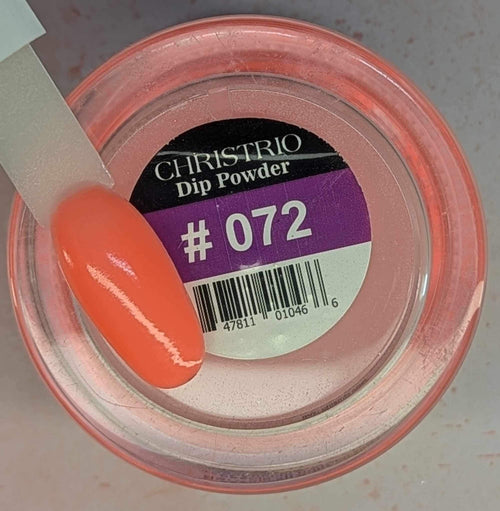 CHRISTRIO
Dip Powder
# 072
47811 01046 6